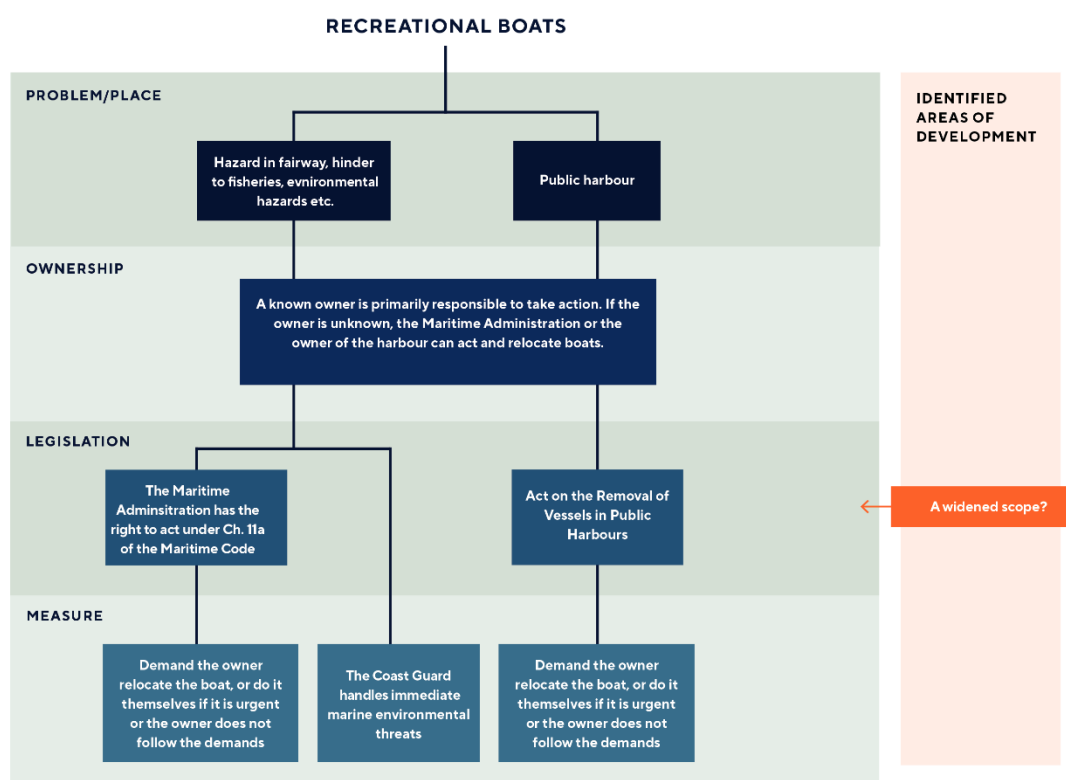 RECREATIONAL BOATS
PROBLEM/PLACE
IDENTIFIED
AREAS OF
DEVELOPMENT
Hazard in fairway, hinder
to fisheries, evnironmental
hazards etc.
Public harbour
OWNERSHIP
A known owner is primarily responsible to take action. If the
owner is unknown, the Maritime Administration or the
owner of the harbour can act and relocate boats.
LEGISLATION
The Maritime
Adminsitration has the
right to act under Ch. 11a
of the Maritime Code
Act on the Removal of
Vessels in Public
Harbours
A widened scope?
MEASURE
Demand the owner
relocate the boat, or do it
themselves if it is urgent
or the owner does not
follow the demands
The Coast Guard
handles immediate
marine environmental
threats
Demand the owner
relocate the boat, or do it
themselves if it is urgent
or the owner does not
follow the demands